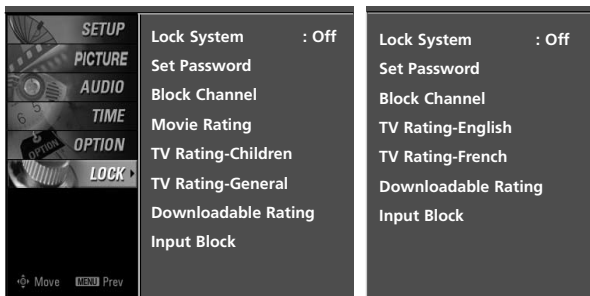 SETUP
PICTURE
AUDIO
TIME
OPTION
LOCK
Move MENU Prev
Lock System : Off
Set Password
Block Channel
Movie Rating
TV Rating-Children
TV Rating-General
Downloadable Rating
Input Block
Lock System : Off
Set Password
Block Channel
TV Rating-English
TV Rating-French
Downloadable Rating
Input Block